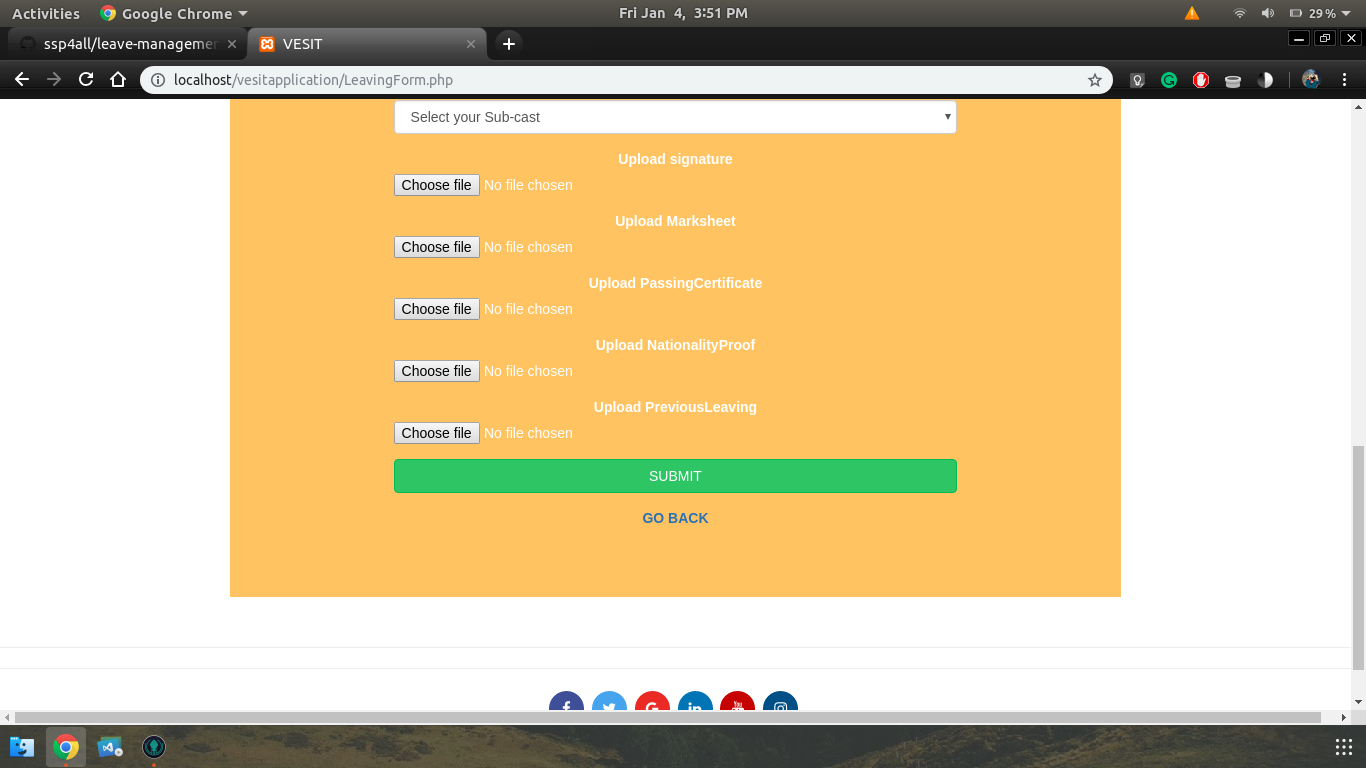 Activities Google Chrome Fri Jan 4, 3:51 PM 29 %
ssp4all/leave-managemen VESIT
localhost/vesitapplication/LeavingForm.php
Select your Sub-cast
Upload signature
Choose file No file chosen
Upload Marksheet
Choose file No file chosen
Upload PassingCertificate
Choose file No file chosen
Upload NationalityProof
Choose file No file chosen
Upload PreviousLeaving
Choose file No file chosen
SUBMIT
GO BACK